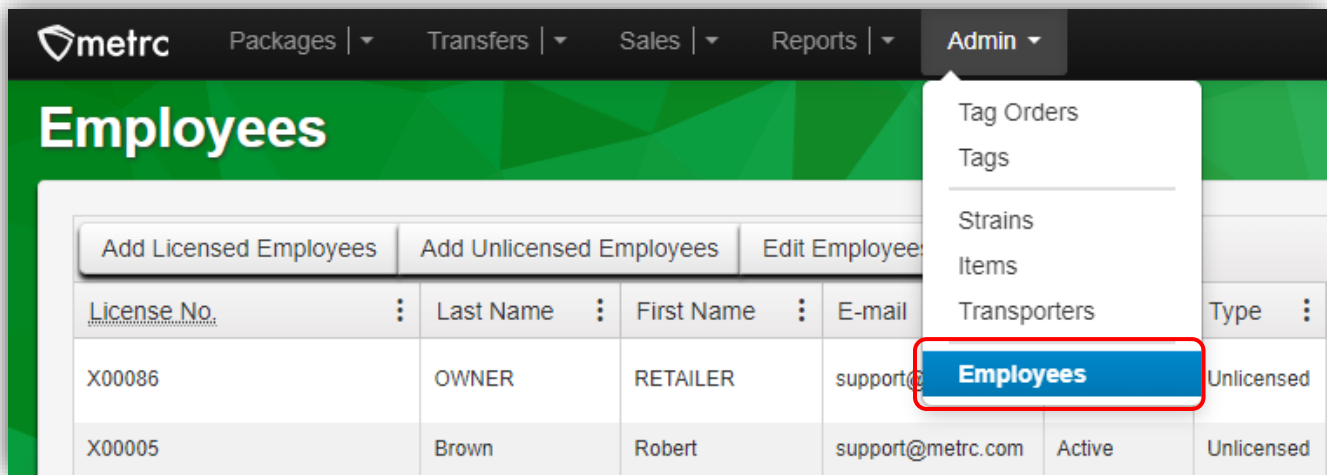 metrc Packages | Transfers | Sales | Reports | Admin
Employees
Tag Orders
Tags
Strains
Items
Transporters
Employees
Add Licensed Employees Add Unlicensed Employees Edit Employee
License No. Last Name First Name E-mail Type
X00086 OWNER RETAILER support@ Unlicensed
X00005 Brown Robert support@metrc.com Active Unlicensed